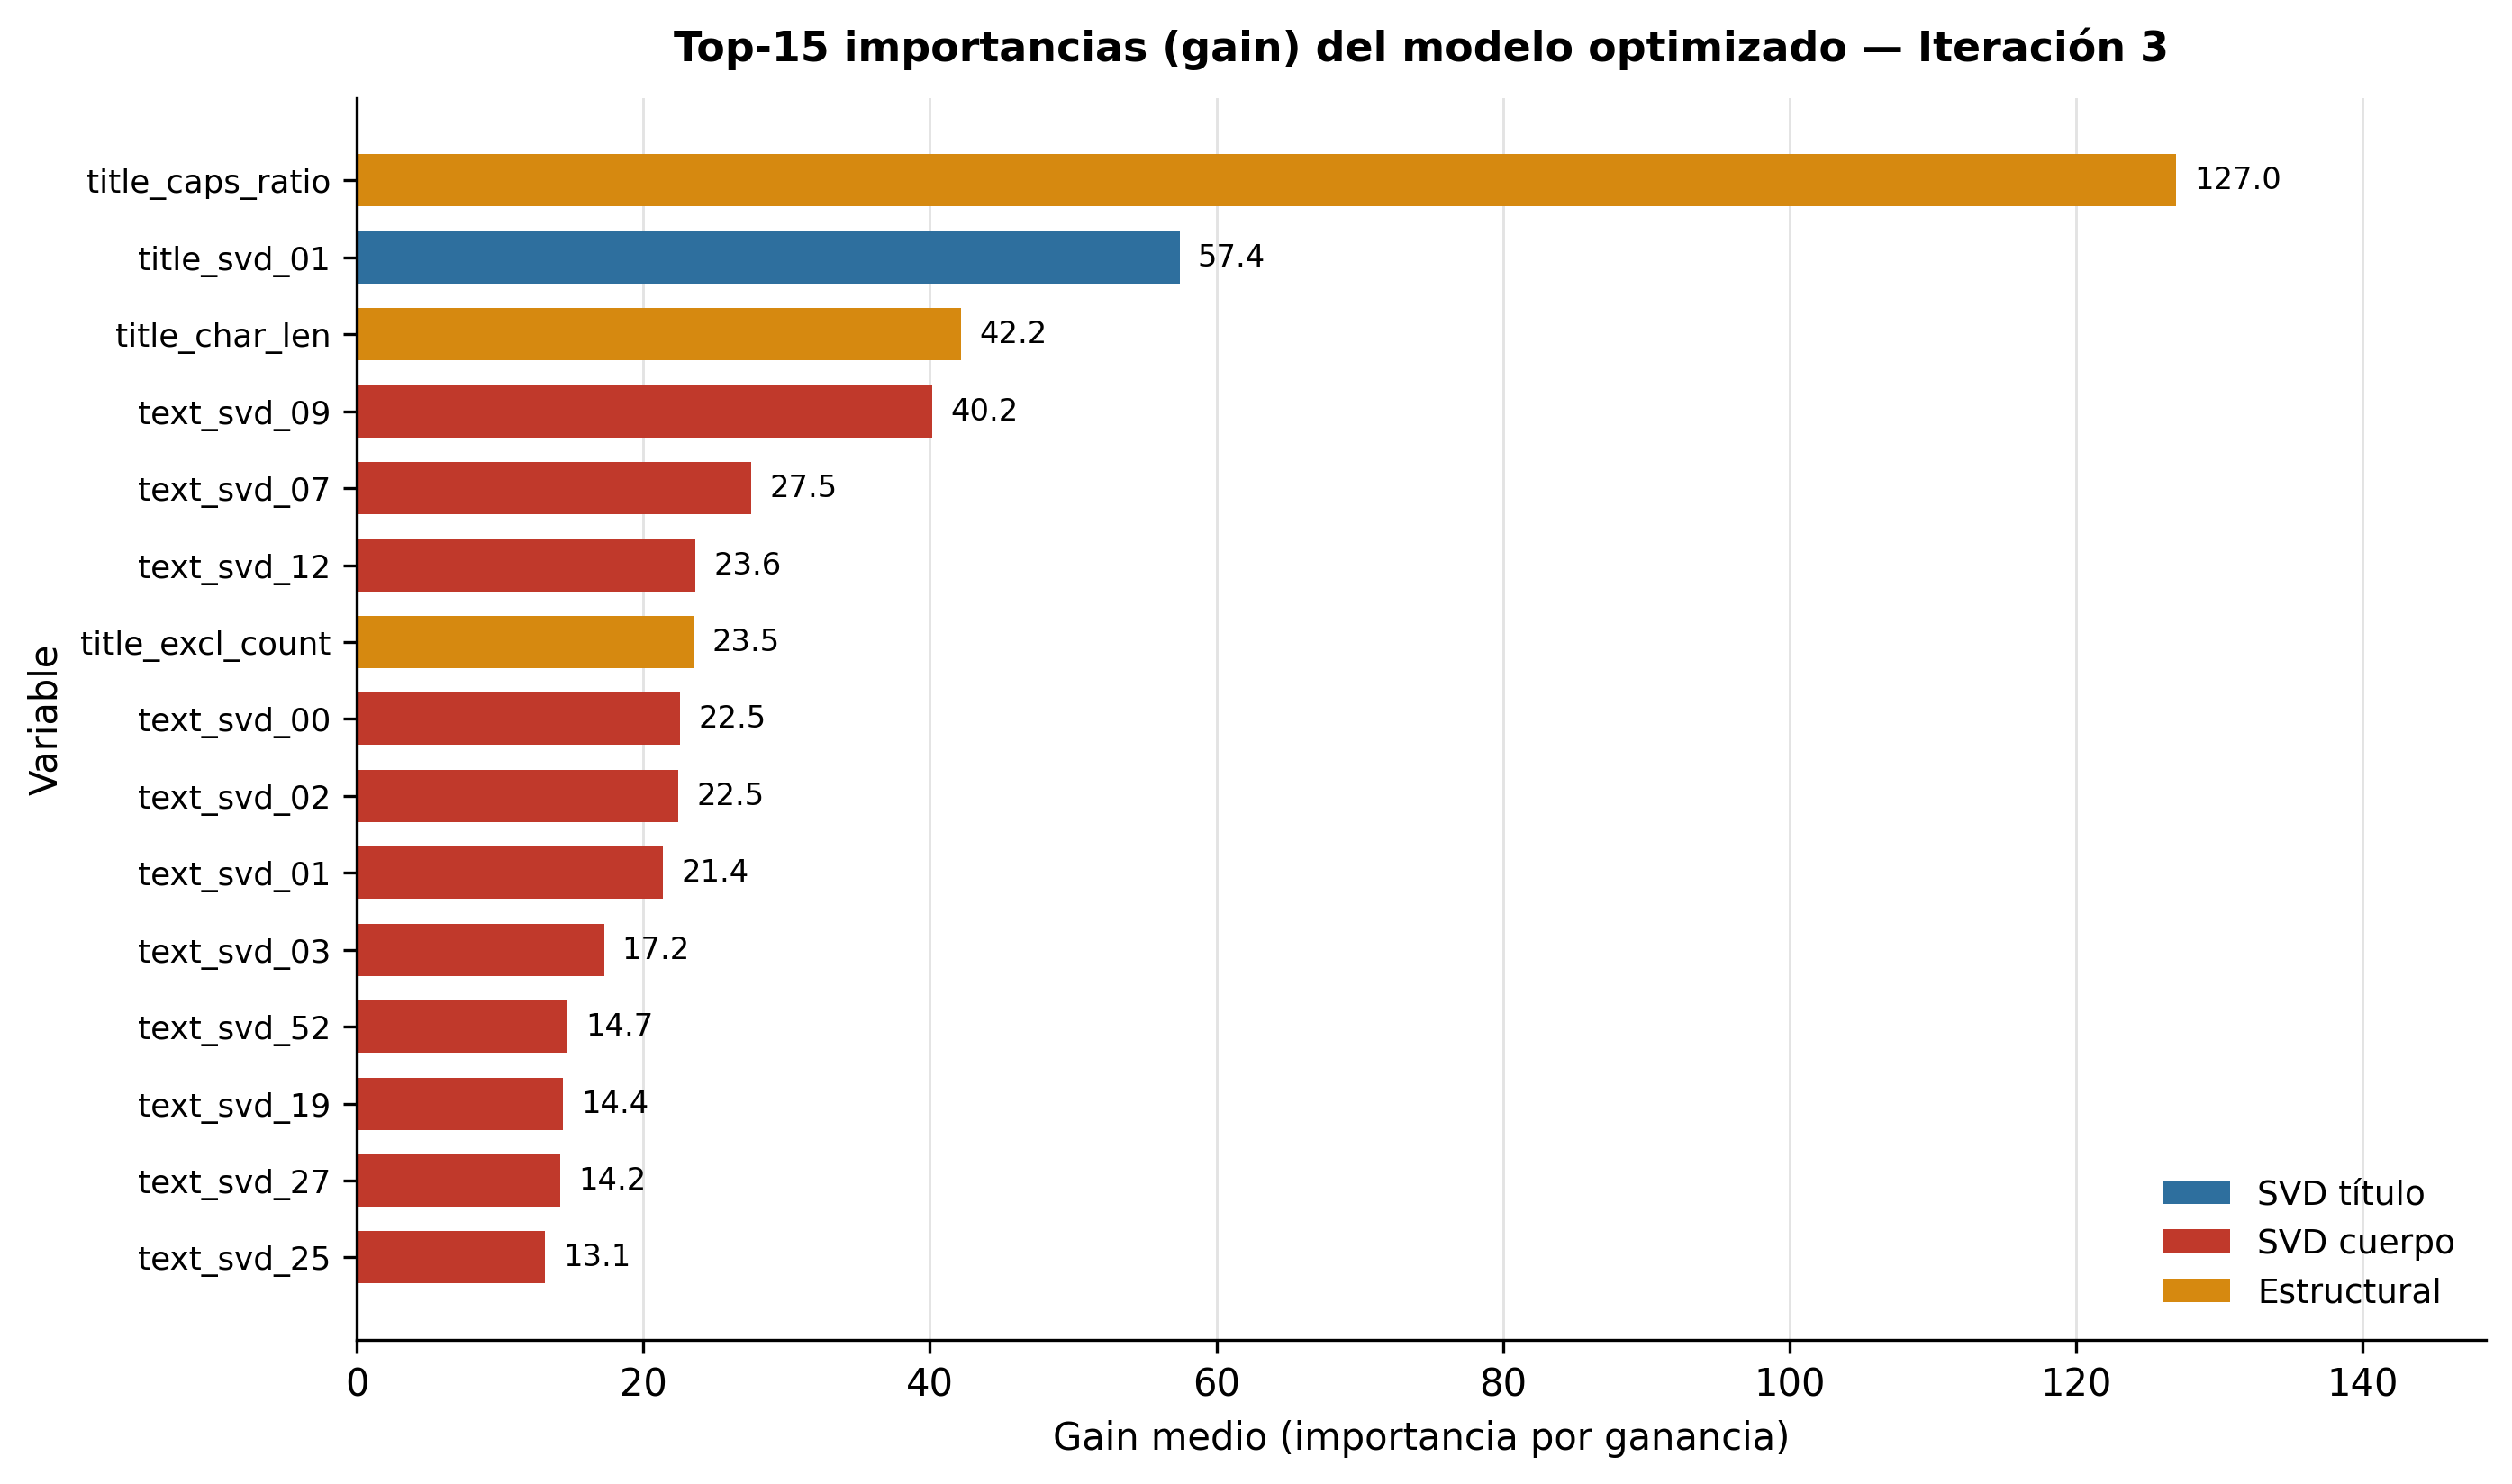 Top-15 importancias (gain) del modelo optimizado — Iteración 3
Variable
title_caps_ratio 127.0
title_svd_01 57.4
title_char_len 42.2
text_svd_09 40.2
text_svd_07 27.5
text_svd_12 23.6
title_excl_count 23.5
text_svd_00 22.5
text_svd_02 22.5
text_svd_01 21.4
text_svd_03 17.2
text_svd_52 14.7
text_svd_19 14.4
text_svd_27 14.2
text_svd_25 13.1
SVD título
SVD cuerpo
Estructural
0 20 40 60 80 100 120 140
Gain medio (importancia por ganancia)